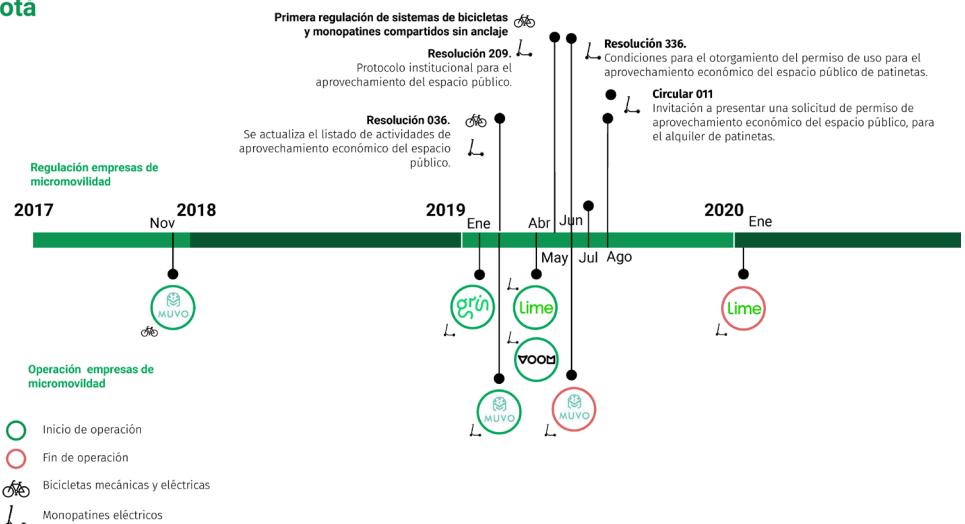 otá
Primera regulación de sistemas de bicicletas
y monopatines compartidos sin anclaje
Resolución 209.
Protocolo institucional para el
aprovechamiento del espacio público.
Resolución 336.
Condiciones para el otorgamiento del permiso de uso para el
aprovechamiento económico del espacio público de patinetas.
Circular 011
Invitación a presentar una solicitud de permiso de
aprovechamiento económico del espacio público, para
el alquiler de patinetas.
Resolución 036.
Se actualiza el listado de actividades de
aprovechamiento económico del espacio
público.
Regulación empresas de
micromovilidad
2017
Nov
2018
2019
Ene
Abr
Jun
2020
Ene
May
Jul
Ago
MUVO
grin
Lime
Lime
VOOM
MUVO
MUVO
Operación empresas de
micromovildad
Inicio de operación
Fin de operación
Bicicletas mecánicas y eléctricas
Monopatines eléctricos